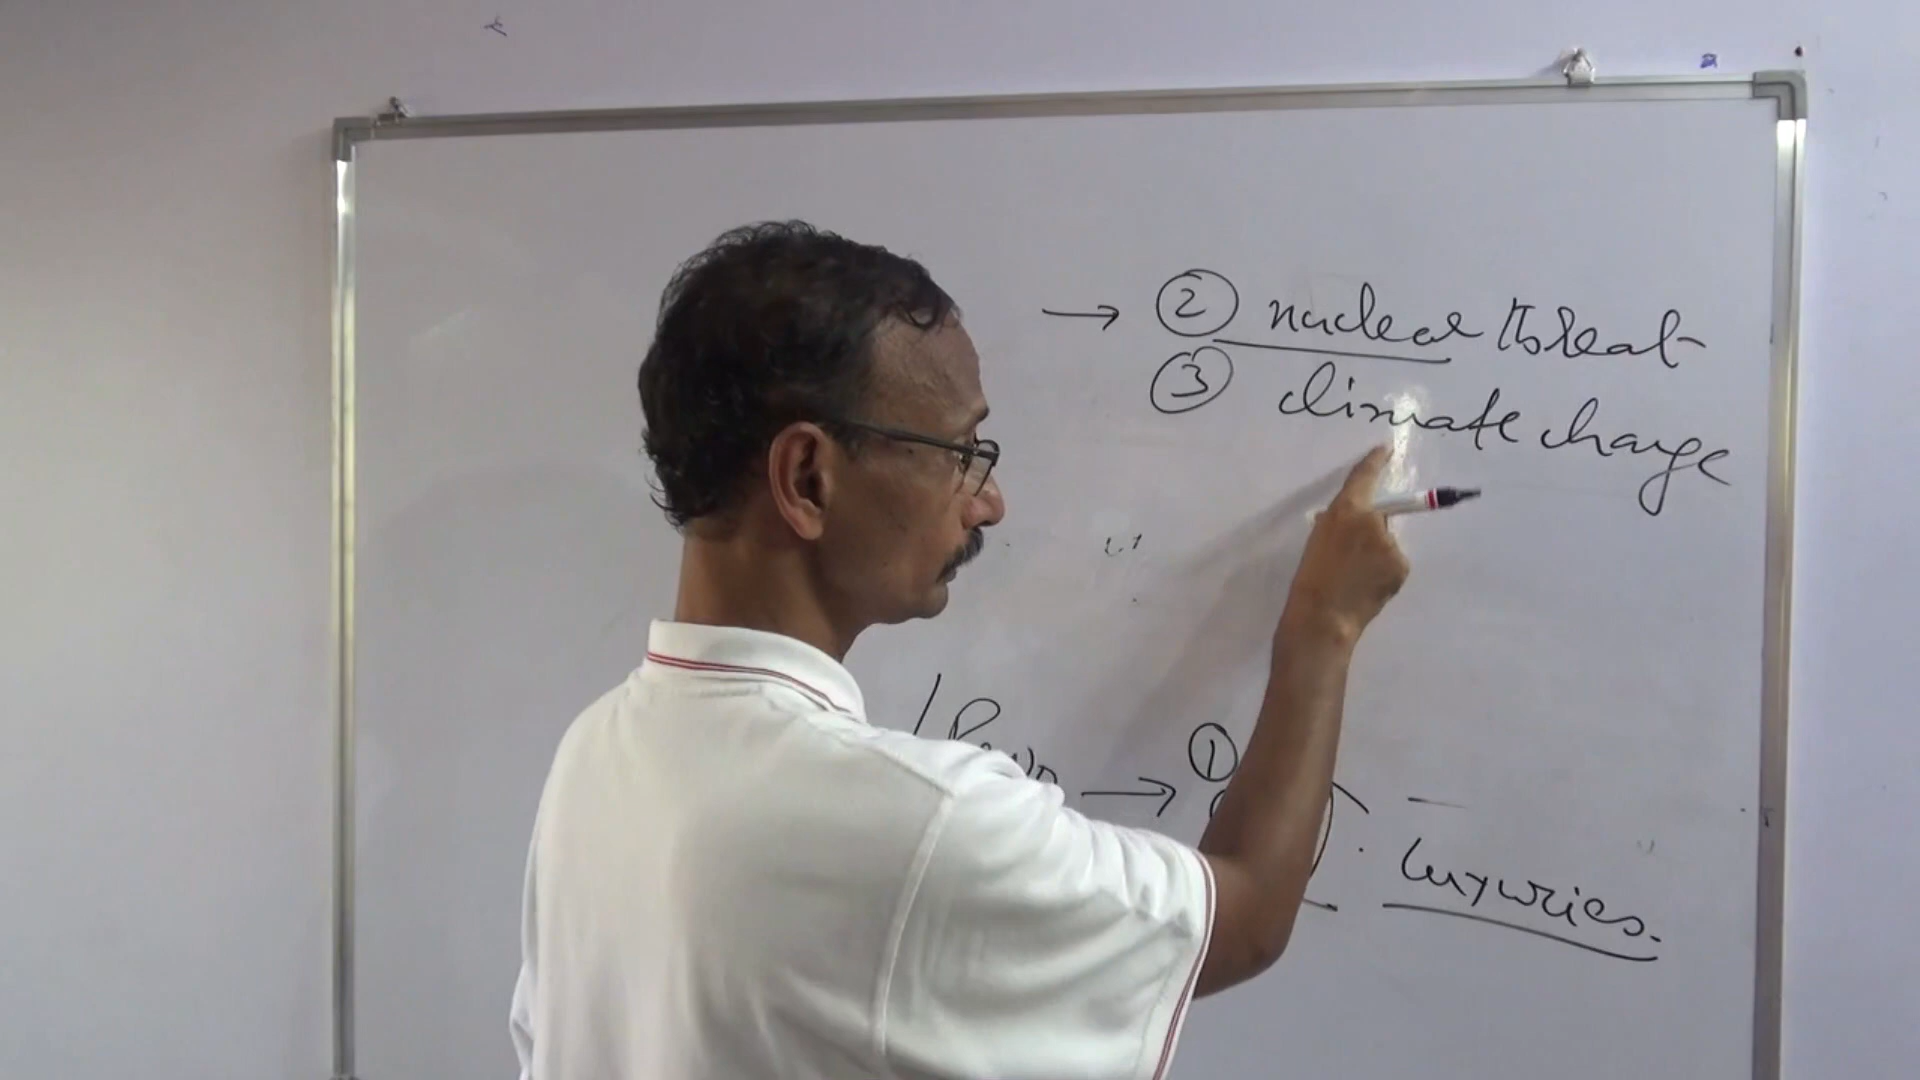 → ② nuclear threat
③ climate change
→ ①
luxuries.